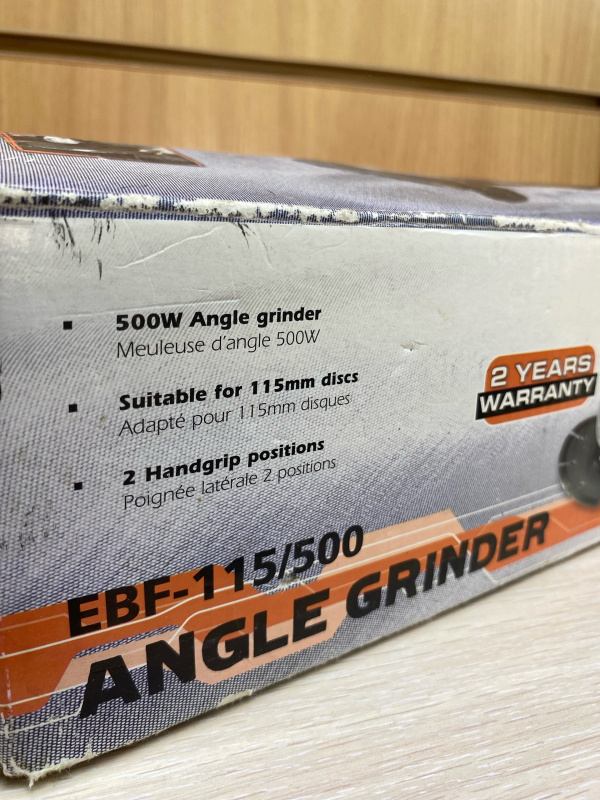 500W Angle grinder
Meuleuse d'angle 500W
Suitable for 115mm discs
Adapté pour 115mm disques
2 Handgrip positions
Poignée latérale 2 positions
2 YEARS
WARRANTY
EBF-115/500
ANGLE GRINDER